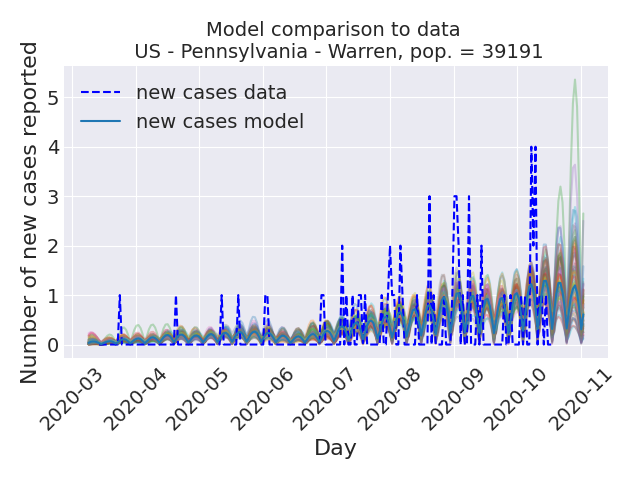 Model comparison to data
US - Pennsylvania - Warren, pop. = 39191
Number of new cases reported
5
4
3
2
1
0
new cases data
new cases model
2020-03
2020-04
2020-05
2020-06
2020-07
2020-08
2020-09
2020-10
2020-11
Day